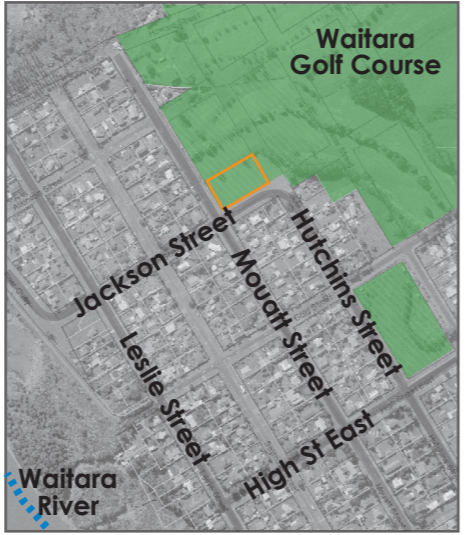 Waitara
Golf Course
Jackson Street
Hutchins Street
Mouatt Street
Leslie Street
High St East
Waitara
River